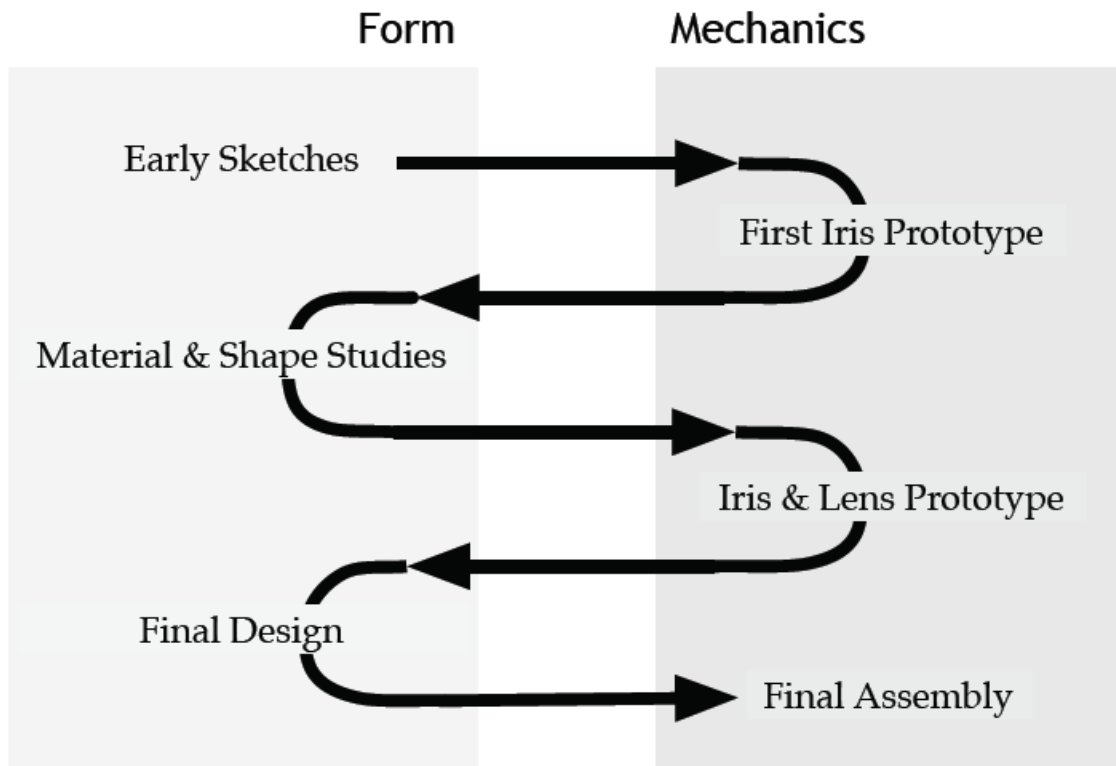 Form
Mechanics
Early Sketches
First Iris Prototype
Material & Shape Studies
Iris & Lens Prototype
Final Design
Final Assembly